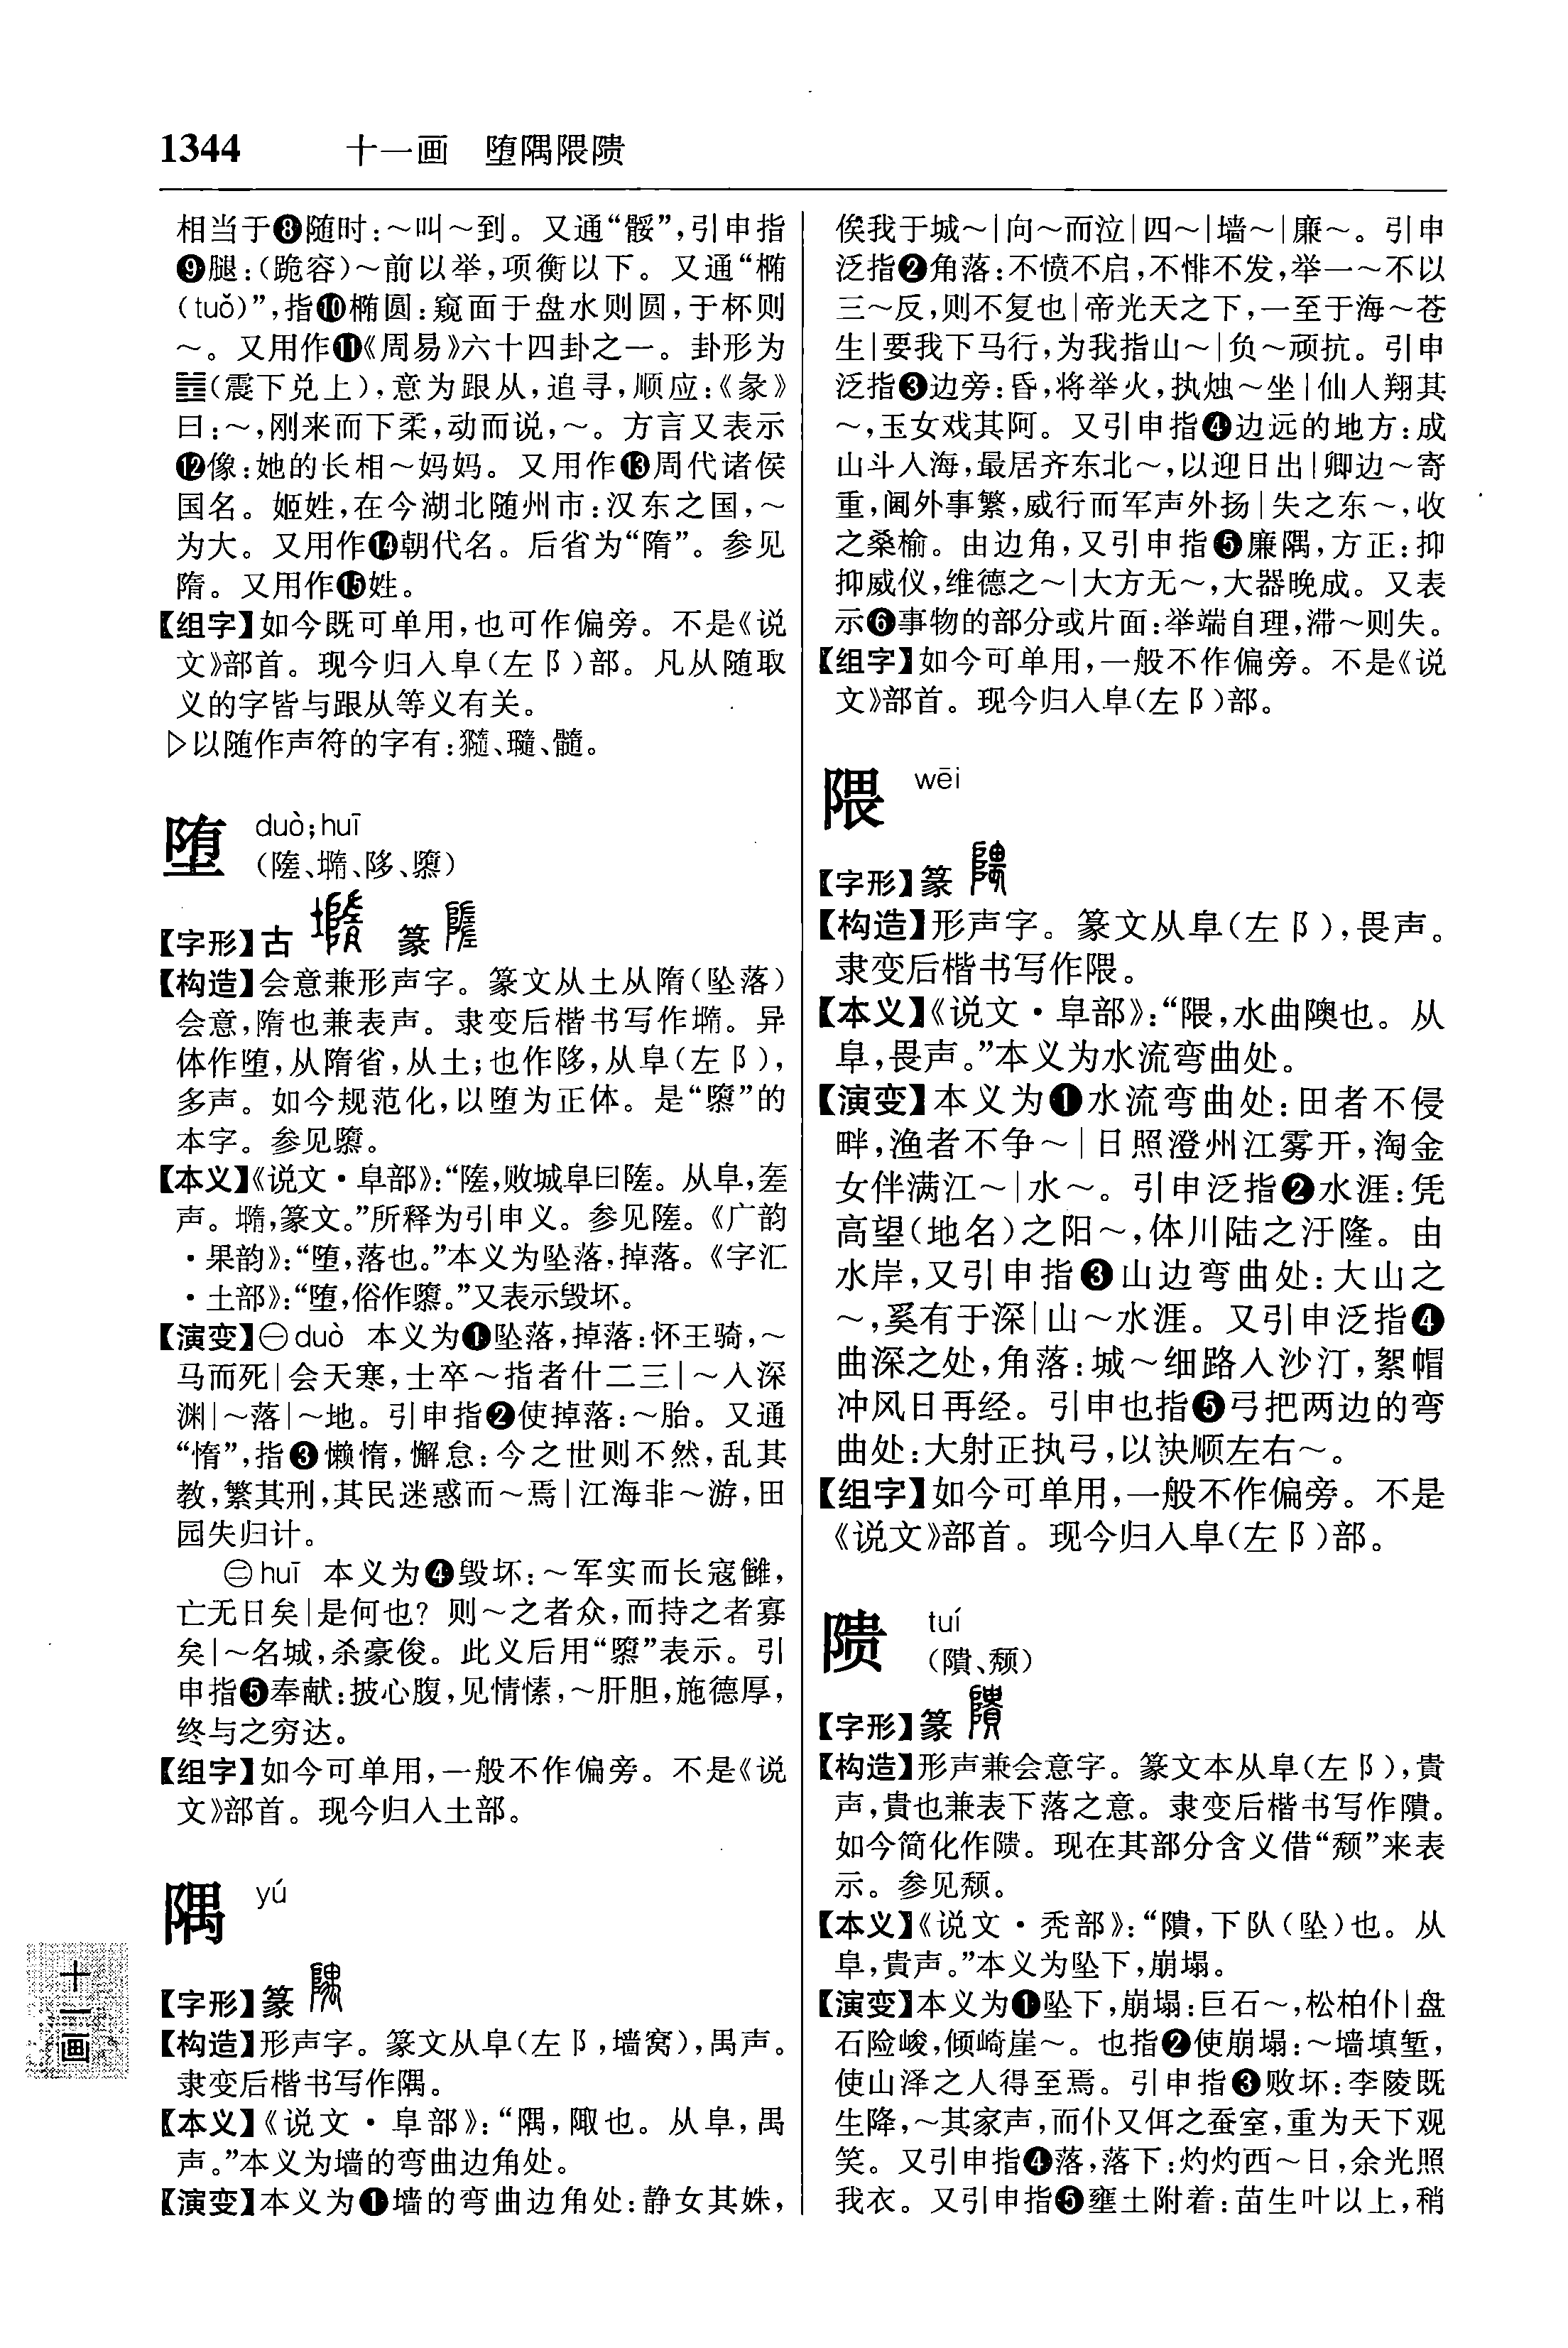 1344 十一画 堕隅隈隤
相当于❽随时:～叫～到。又通“骽”,引申指
❾腿:(跪容)～前以举,项衡以下。又通“椭
(tuǒ)”,指❿椭圆:窥面于盘水则圆,于杯则
～。又用作⓫《周易》六十四卦之一。卦形为
䷐(震下兑上),意为跟从,追寻,顺应:《彖》
曰:～,刚来而下柔,动而说,～。方言又表示
⓬像:她的长相～妈妈。又用作⓭周代诸侯
国名。姬姓,在今湖北随州市:汉东之国,～
为大。又用作⓮朝代名。后省为“隋”。参见
隋。又用作⓯姓。
【组字】如今既可单用,也可作偏旁。不是《说
文》部首。现今归入阜(左阝)部。凡从随取
义的字皆与跟从等义有关。
▷以随作声符的字有:瀡、髓。
堕 duò;huī
(陸、墮、陊、隳)
【字形】古 篆
【构造】会意兼形声字。篆文从土从隋(坠落)
会意,隋也兼表声。隶变后楷书写作墮。异
体作堕,从隋省,从土;也作陊,从阜(左阝),
多声。如今规范化,以堕为正体。是“隳”的
本字。参见隳。
【本义】《说文·阜部》:“隓,败城阜曰隓。从阜,㚇
声。墮,篆文。”所释为引申义。参见隓。《广韵
·果韵》:“堕,落也。”本义为坠落,掉落。《字汇
·土部》:“堕,俗作隳。”又表示毁坏。
【演变】㊀duò 本义为❶坠落,掉落:怀王骑,～
马而死|会天寒,士卒～指者什二三|～入深
渊|～落|～地。引申指❷使掉落:～胎。又通
“惰”,指❸懒惰,懈怠:今之世则不然,乱其
教,繁其刑,其民迷惑而～焉|江海非～游,田
园失归计。
㊁huī 本义为❹毁坏:～军实而长寇雠,
亡无日矣|是何也?则～之者众,而持之者寡
矣|～名城,杀豪俊。此义后用“隳”表示。引
申指❺奉献:披心腹,见情愫,～肝胆,施德厚,
终与之穷达。
【组字】如今可单用,一般不作偏旁。不是《说
文》部首。现今归入土部。
隅 yú
【字形】篆
【构造】形声字。篆文从阜(左阝,墙窝),禺声。
隶变后楷书写作隅。
【本义】《说文·阜部》:“隅,陬也。从阜,禺
声。”本义为墙的弯曲边角处。
【演变】本义为❶墙的弯曲边角处:静女其姝,
俟我于城～|向～而泣|四～|墙～|廉～。引申
泛指❷角落:不愤不启,不悱不发,举一～不以
三～反,则不复也|帝光天之下,一至于海～苍
生|要我下马行,为我指山～|负～顽抗。引申
泛指❸边旁:昏,将举火,执烛～坐|仙人翔其
～,玉女戏其阿。又引申指❹边远的地方:成
山斗入海,最居齐东北～,以迎日出|卿边～寄
重,阃外事繁,威行而军声外扬|失之东～,收
之桑榆。由边角,又引申指❺廉隅,方正:抑
抑威仪,维德之～|大方无～,大器晚成。又表
示❻事物的部分或片面:举端自理,滞～则失。
【组字】如今可单用,一般不作偏旁。不是《说
文》部首。现今归入阜(左阝)部。
隈 wēi
【字形】篆
【构造】形声字。篆文从阜(左阝),畏声。
隶变后楷书写作隈。
【本义】《说文·阜部》:“隈,水曲隩也。从
阜,畏声。”本义为水流弯曲处。
【演变】本义为❶水流弯曲处:田者不侵
畔,渔者不争～|日照澄州江雾开,淘金
女伴满江～|水～。引申泛指❷水涯:凭
高望(地名)之阳～,体川陆之汙隆。由
水岸,又引申指❸山边弯曲处:大山之
～,奚有于深|山～水涯。又引申泛指❹
曲深之处,角落:城～细路入沙汀,絮帽
冲风日再经。引申也指❺弓把两边的弯
曲处:大射正执弓,以袂顺左右～。
【组字】如今可单用,一般不作偏旁。不是
《说文》部首。现今归入阜(左阝)部。
𬯎 tuí
(隤、颓)
【字形】篆
【构造】形声兼会意字。篆文本从阜(左阝),貴
声,貴也兼表下落之意。隶变后楷书写作隤。
如今简化作𬯎。现在其部分含义借“颓”来表
示。参见颓。
【本义】《说文·秃部》:“隤,下队(坠)也。从
阜,貴声。”本义为坠下,崩塌。
【演变】本义为❶坠下,崩塌:巨石～,松柏仆|盘
石险峻,倾崎崖～。也指❷使崩塌:～墙填堑,
使山泽之人得至焉。引申指❸败坏:李陵既
生降,～其家声,而仆又佴之蚕室,重为天下观
笑。又引申指❹落,落下:灼灼西～日,余光照
我衣。又引申指❺壅土附着:苗生叶以上,稍
十一画